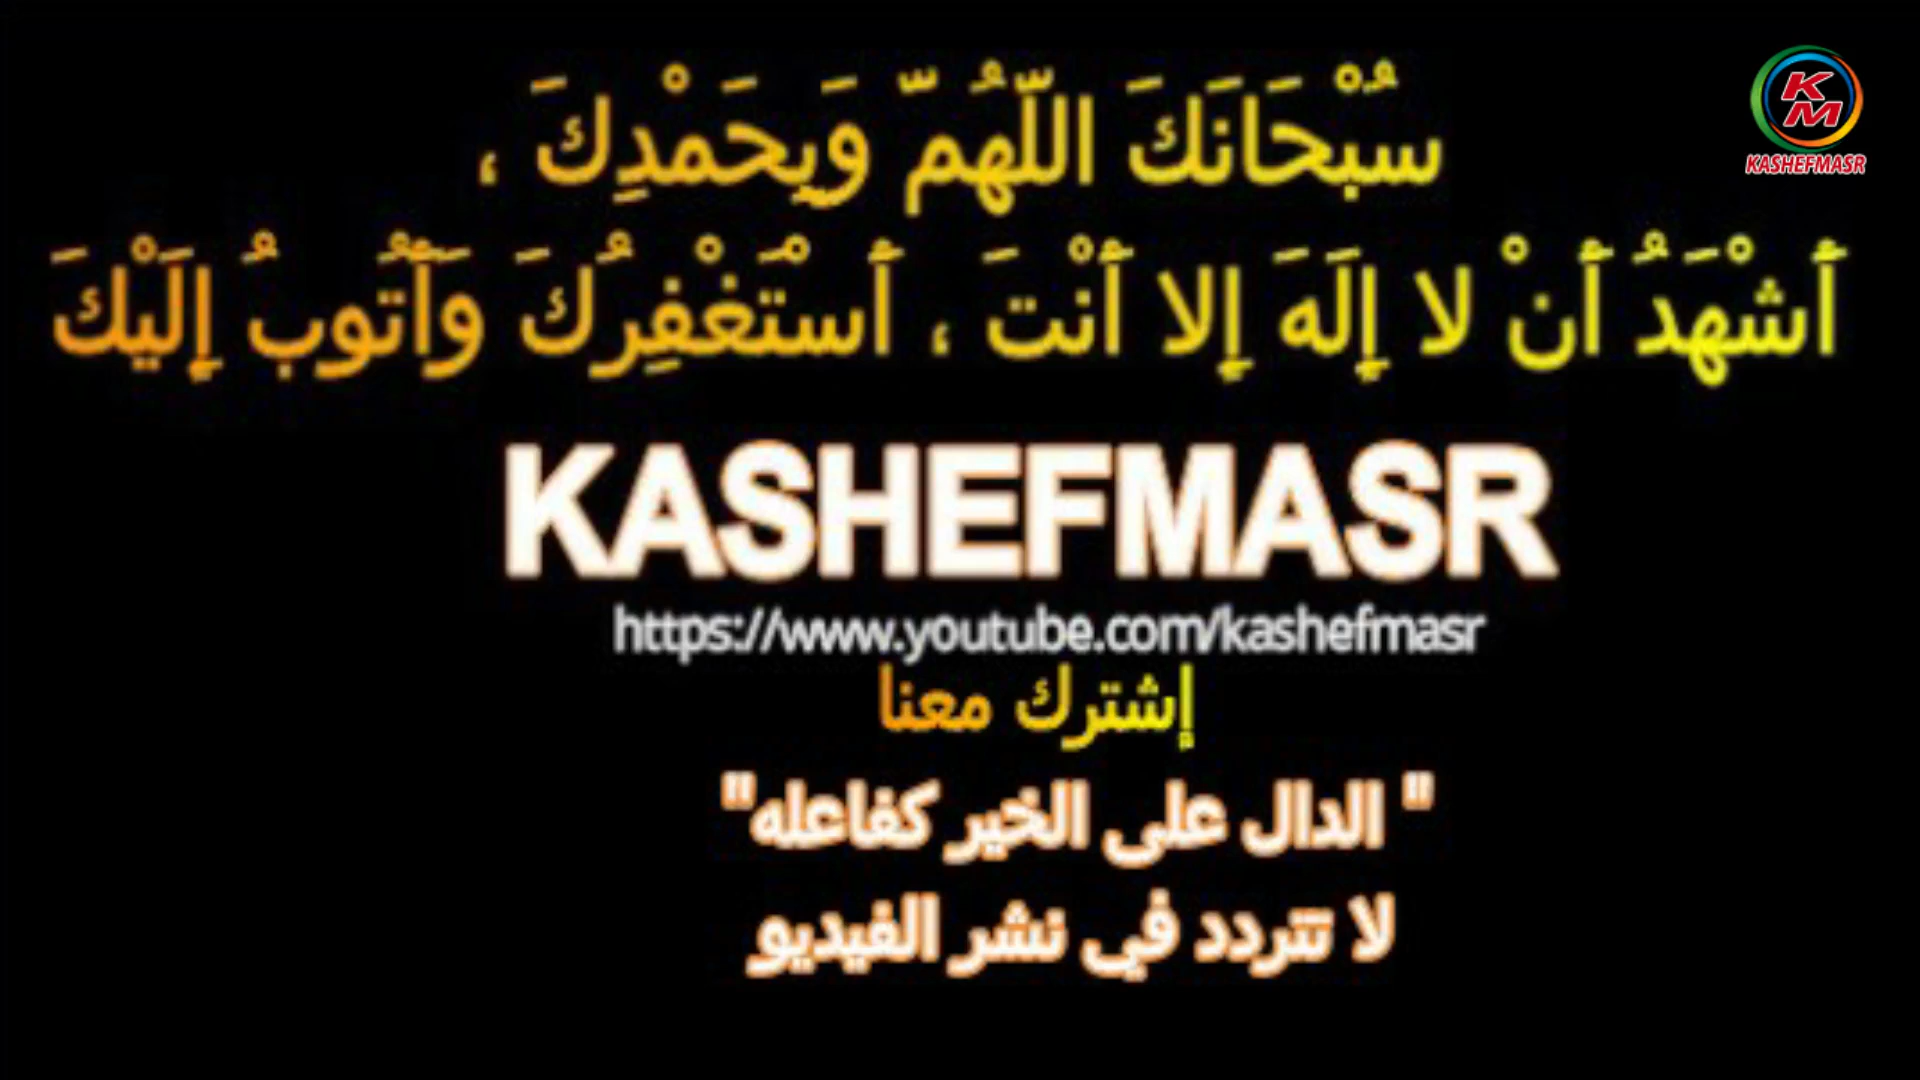 سُبْحَانَكَ اللّهُمّ وَبِحَمْدِكَ ،
أَشْهَدُ أَنْ لا إِلَهَ إِلا أَنْتَ ، أَسْتَغْفِرُكَ وَأَتُوبُ إِلَيْكَ
KASHEFMASR
https://www.youtube.com/kashefmasr
إشترك معنا
" الدال على الخير كفاعله"
لا تتردد في نشر الفيديو
KM
KASHEFMASR